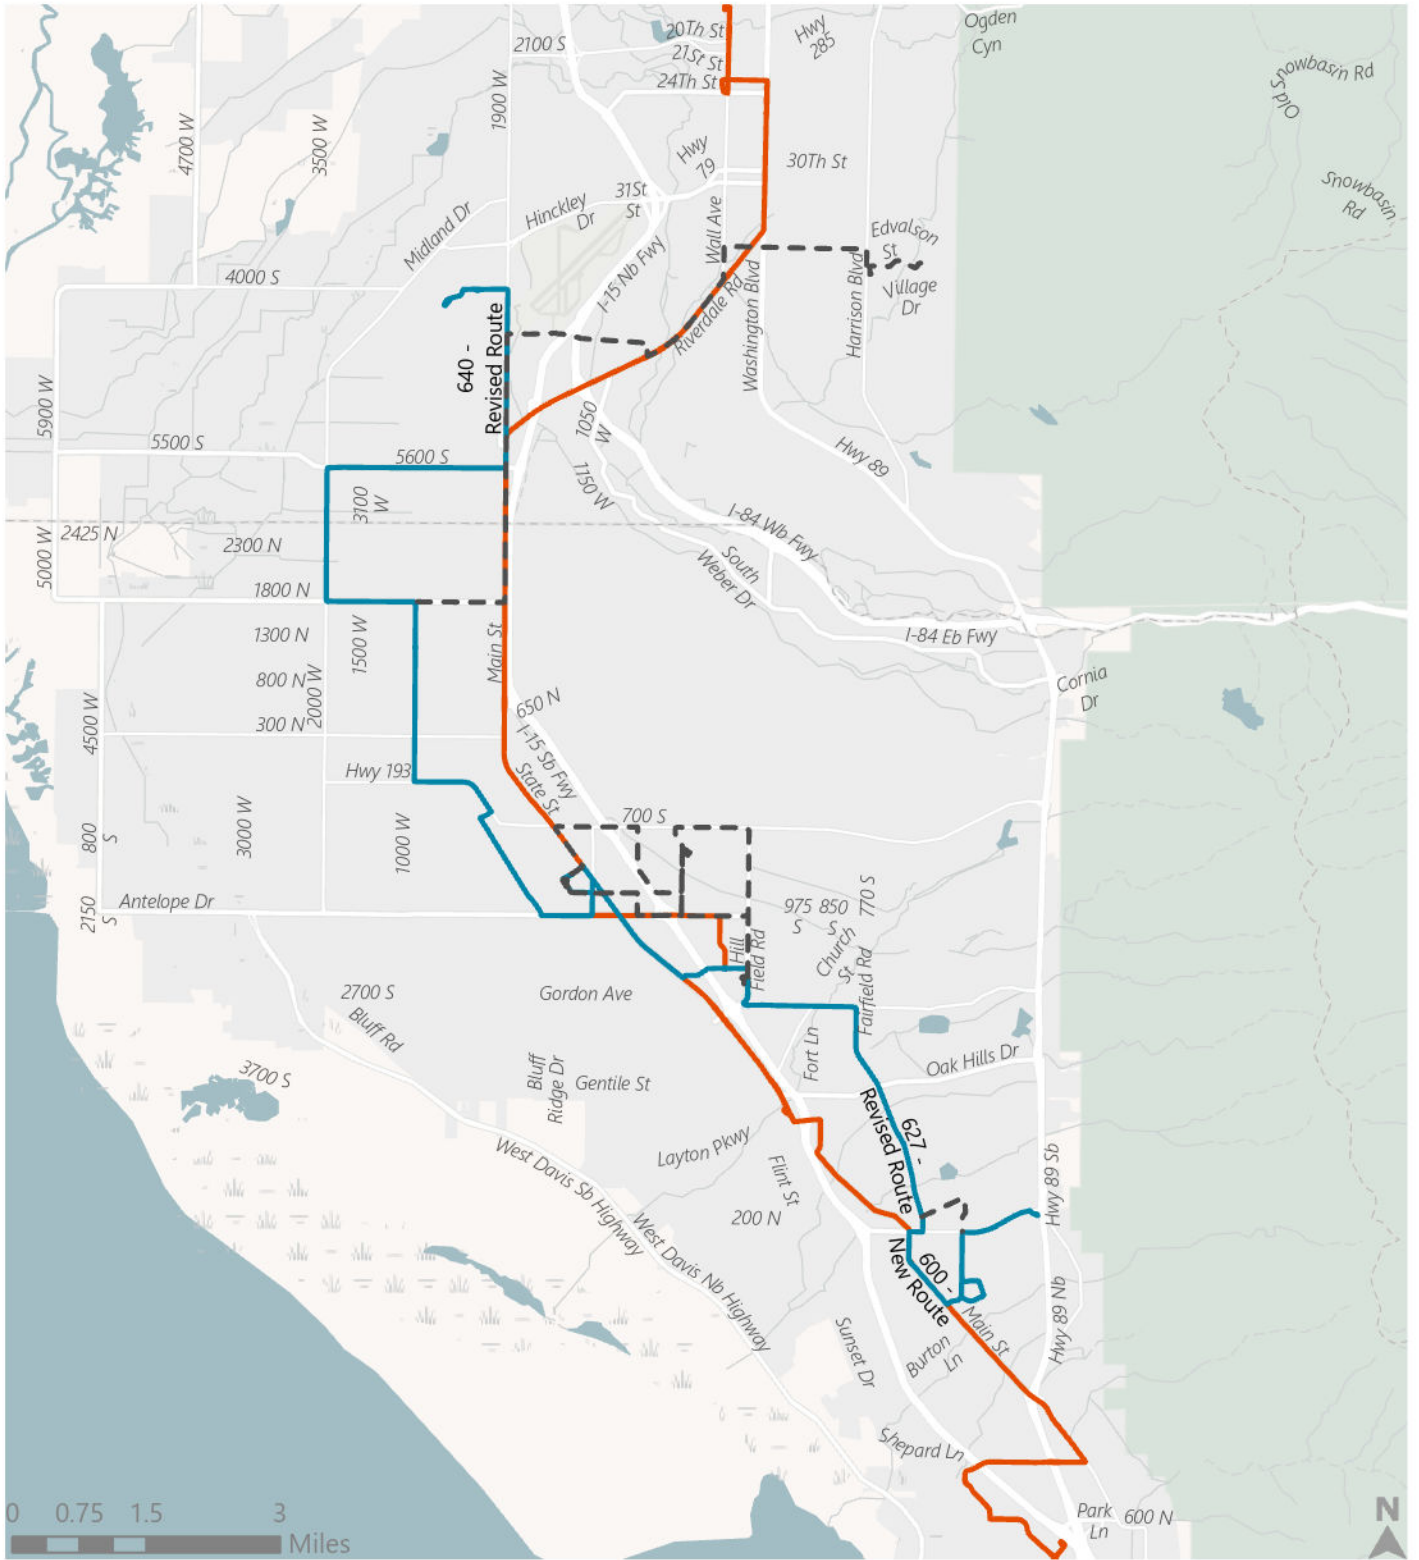 20Th St
21St St
24Th St
Hwy
285
Ogden
Cyn
2100 S
Old Snowbasin Rd
1900 W
4700 W
3500 W
Hwy
79
30Th St
31St
St
Snowbasin
Rd
Hinckley
Dr
Midland Dr
Wall Ave
Edvalson
St
I-15 Nb Fwy
4000 S
Village
Dr
Riverdale Rd
Washington Blvd
Harrison Blvd
640 -
Revised Route
5900 W
1050
W
5500 S
5600 S
Hwy 89
1150 W
3100
W
I-84 Wb Fwy
2425 N
2300 N
5000 W
South
Weber Dr
1800 N
1300 N
1500 W
Main St
I-84 Eb Fwy
800 N
2000 W
Cornia
Dr
650 N
4500 W
300 N
I-15 Sb Fwy
Hwy 193
State St
700 S
800
S
3000 W
1000 W
Antelope Dr
2150
S
975
S
850
S
770 S
Church
St
Hill
Field Rd
Fairfield Rd
2700 S
Gordon Ave
Bluff Rd
Fort Ln
Oak Hills Dr
3700 S
Bluff
Ridge Dr
Gentile St
627 -
Revised Route
Layton Pkwy
West Davis Sb Highway
Flint St
Hwy 89 Sb
200 N
West Davis Nb Highway
600 -
New Route
Hwy 89 Nb
Main St
Sunset Dr
Burton
Ln
Shepard Ln
Park
Ln
600 N
0 0.75 1.5 3
Miles
N